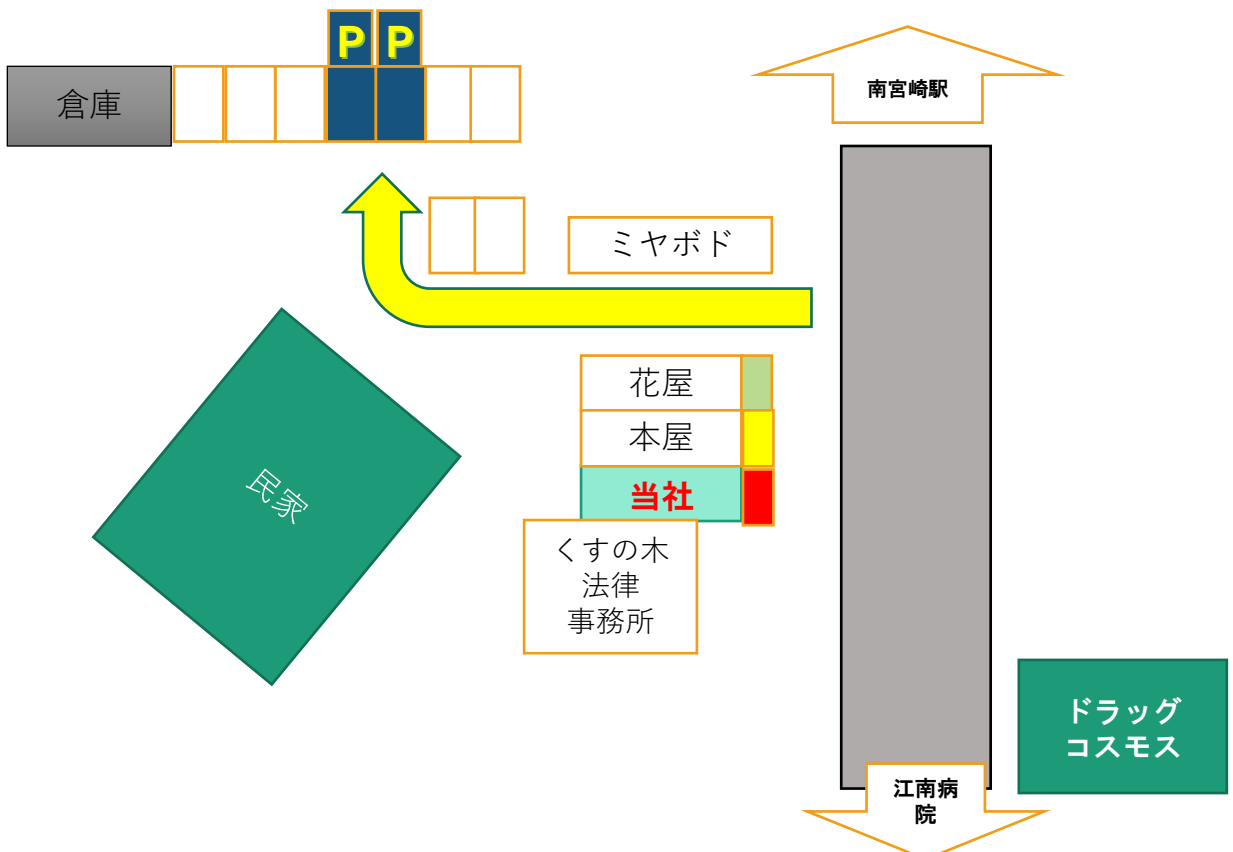 P P
倉庫
南宮崎駅
ミヤボド
花屋
本屋
当社
民家
くすの木
法律
事務所
ドラッグ
コスモス
江南病
院